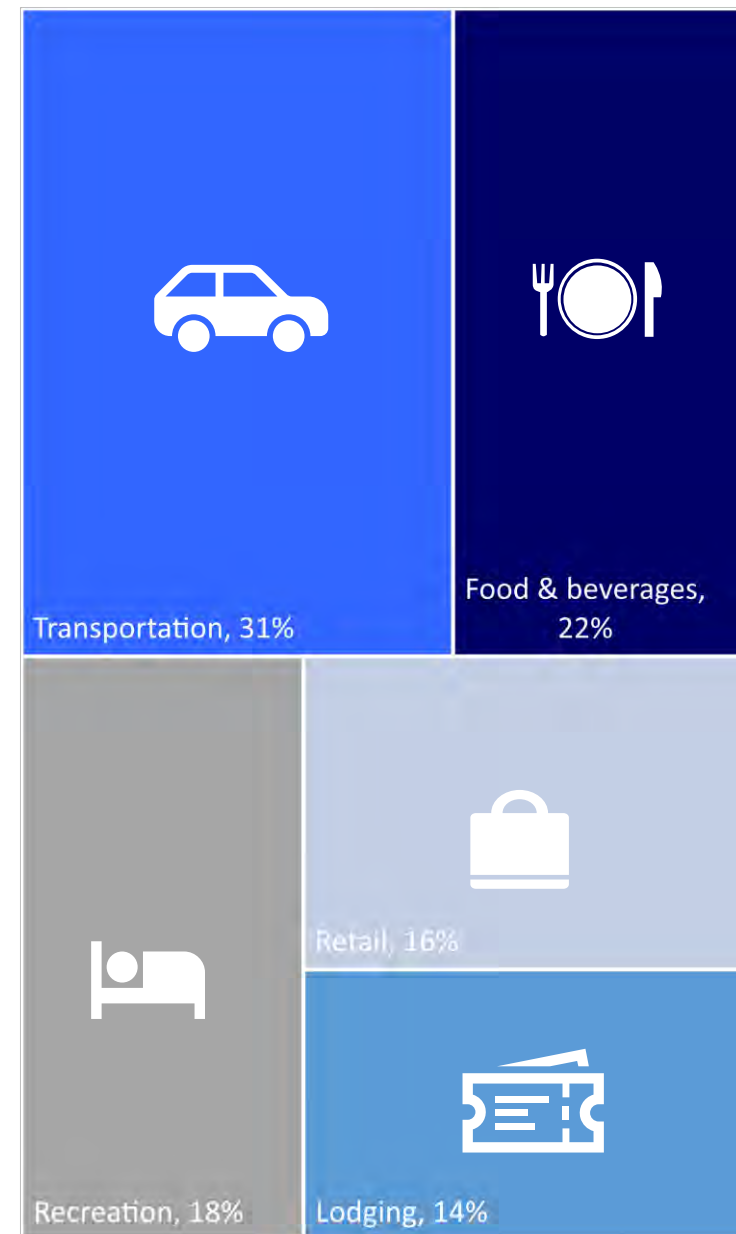 Transportation, 31%
Food & beverages,
22%
Retail, 16%
Recreation, 18%
Lodging, 14%